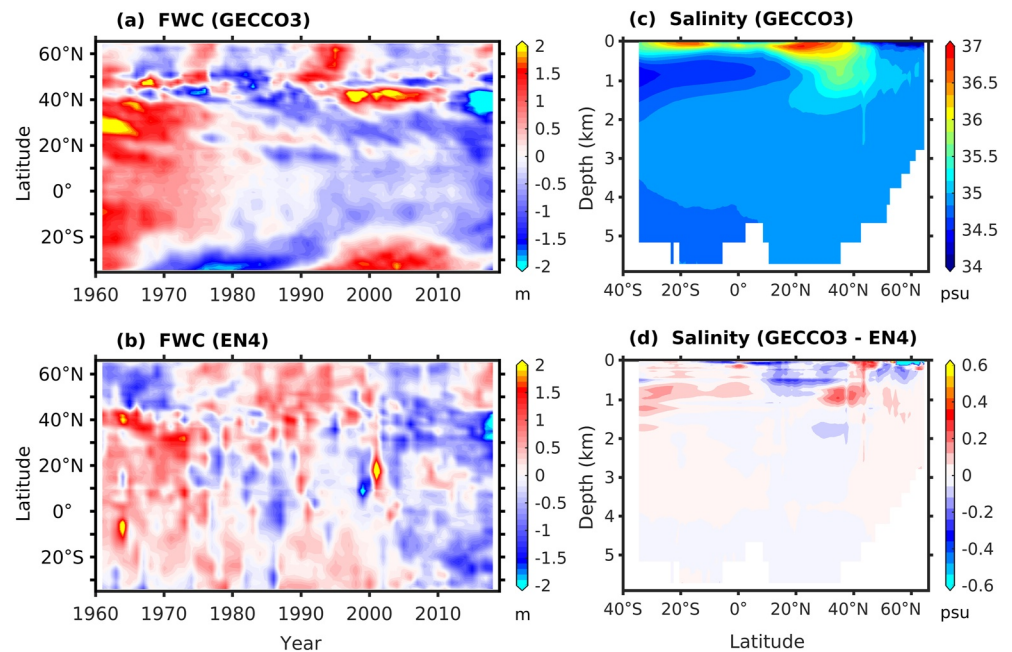 (a) FWC (GECCO3)
60°N
40°N
20°N
0°
20°S
Latitude
1960 1970 1980 1990 2000 2010
2
1.5
1
0.5
0
-0.5
-1
-1.5
-2
m
(c) Salinity (GECCO3)
0
1
2
3
4
5
Depth (km)
40°S 20°S 0° 20°N 40°N 60°N
37
36.5
36
35.5
35
34.5
34
psu
(b) FWC (EN4)
60°N
40°N
20°N
0°
20°S
Latitude
1960 1970 1980 1990 2000 2010
Year
2
1.5
1
0.5
0
-0.5
-1
-1.5
-2
m
(d) Salinity (GECCO3 - EN4)
0
1
2
3
4
5
Depth (km)
40°S 20°S 0° 20°N 40°N 60°N
Latitude
0.6
0.4
0.2
0
-0.2
-0.4
-0.6
psu